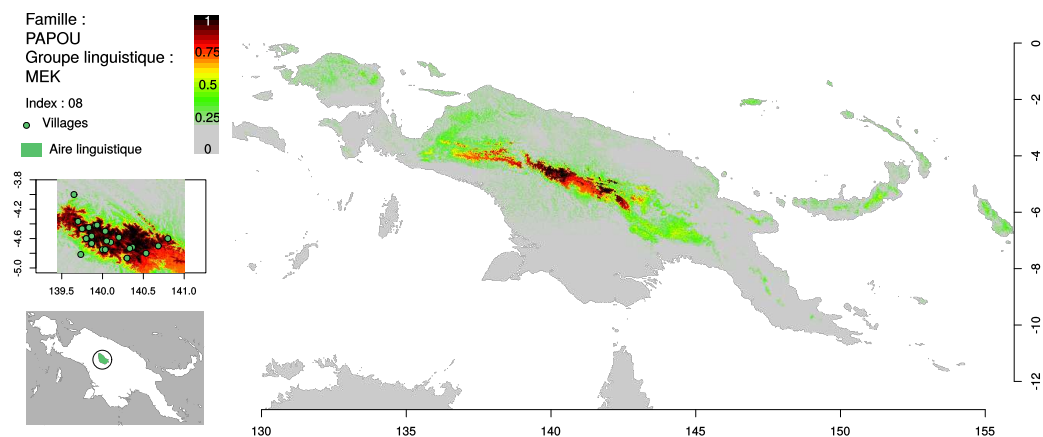 Famille :
PAPOU
Groupe linguistique :
MEK
Index : 08
Villages
Aire linguistique
1
0.75
0.5
0.25
0
-3.8
-4.2
-4.6
-5.0
139.5 140.0 140.5 141.0
0
-2
-4
-6
-8
-10
-12
130 135 140 145 150 155